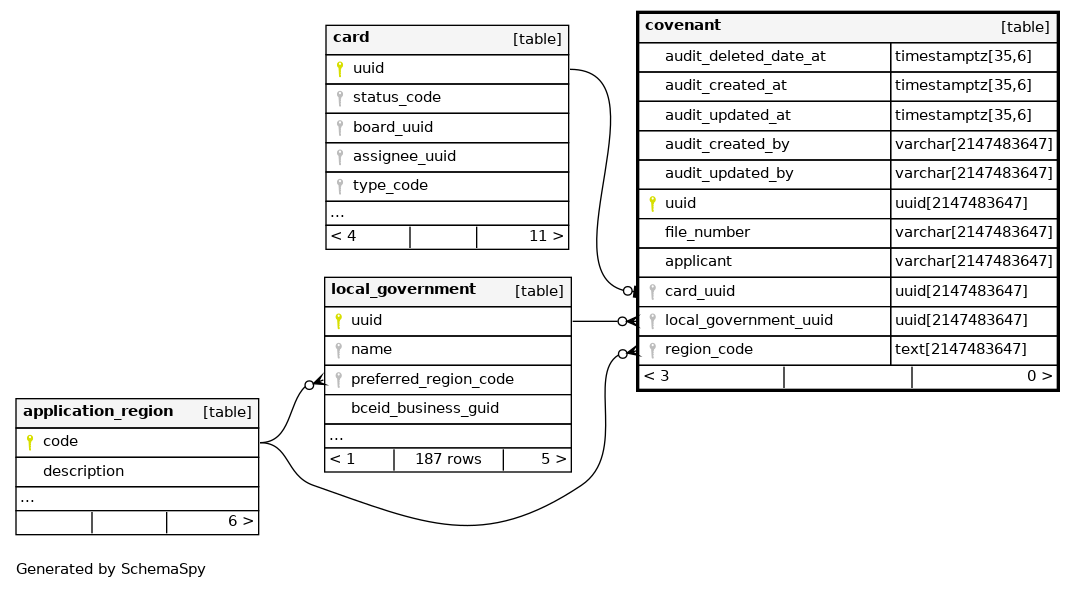 card [table]
uuid
status_code
board_uuid
assignee_uuid
type_code
...
< 4 11 >
covenant [table]
audit_deleted_date_at timestamptz[35,6]
audit_created_at timestamptz[35,6]
audit_updated_at timestamptz[35,6]
audit_created_by varchar[2147483647]
audit_updated_by varchar[2147483647]
uuid uuid[2147483647]
file_number varchar[2147483647]
applicant varchar[2147483647]
card_uuid uuid[2147483647]
local_government_uuid uuid[2147483647]
region_code text[2147483647]
< 3 0 >
local_government [table]
uuid
name
preferred_region_code
bceid_business_guid
...
< 1 187 rows 5 >
application_region [table]
code
description
...
6 >
Generated by SchemaSpy